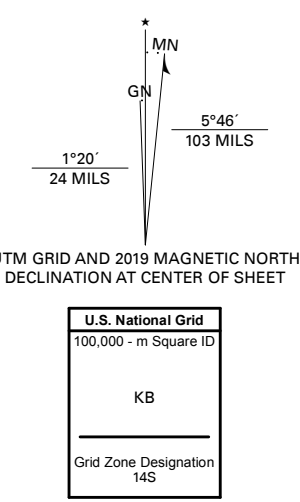 ★
MN
GN
5°46´
103 MILS
1°20´
24 MILS
UTM GRID AND 2019 MAGNETIC NORTH
DECLINATION AT CENTER OF SHEET
U.S. National Grid
100,000 - m Square ID
KB
Grid Zone Designation
14S